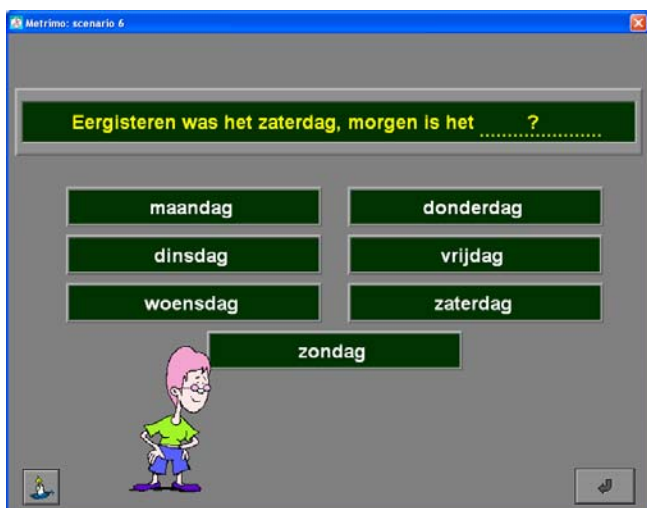 Metrimo: scenario 6
Eergisteren was het zaterdag, morgen is het ......?......
maandag
donderdag
dinsdag
vrijdag
woensdag
zaterdag
zondag